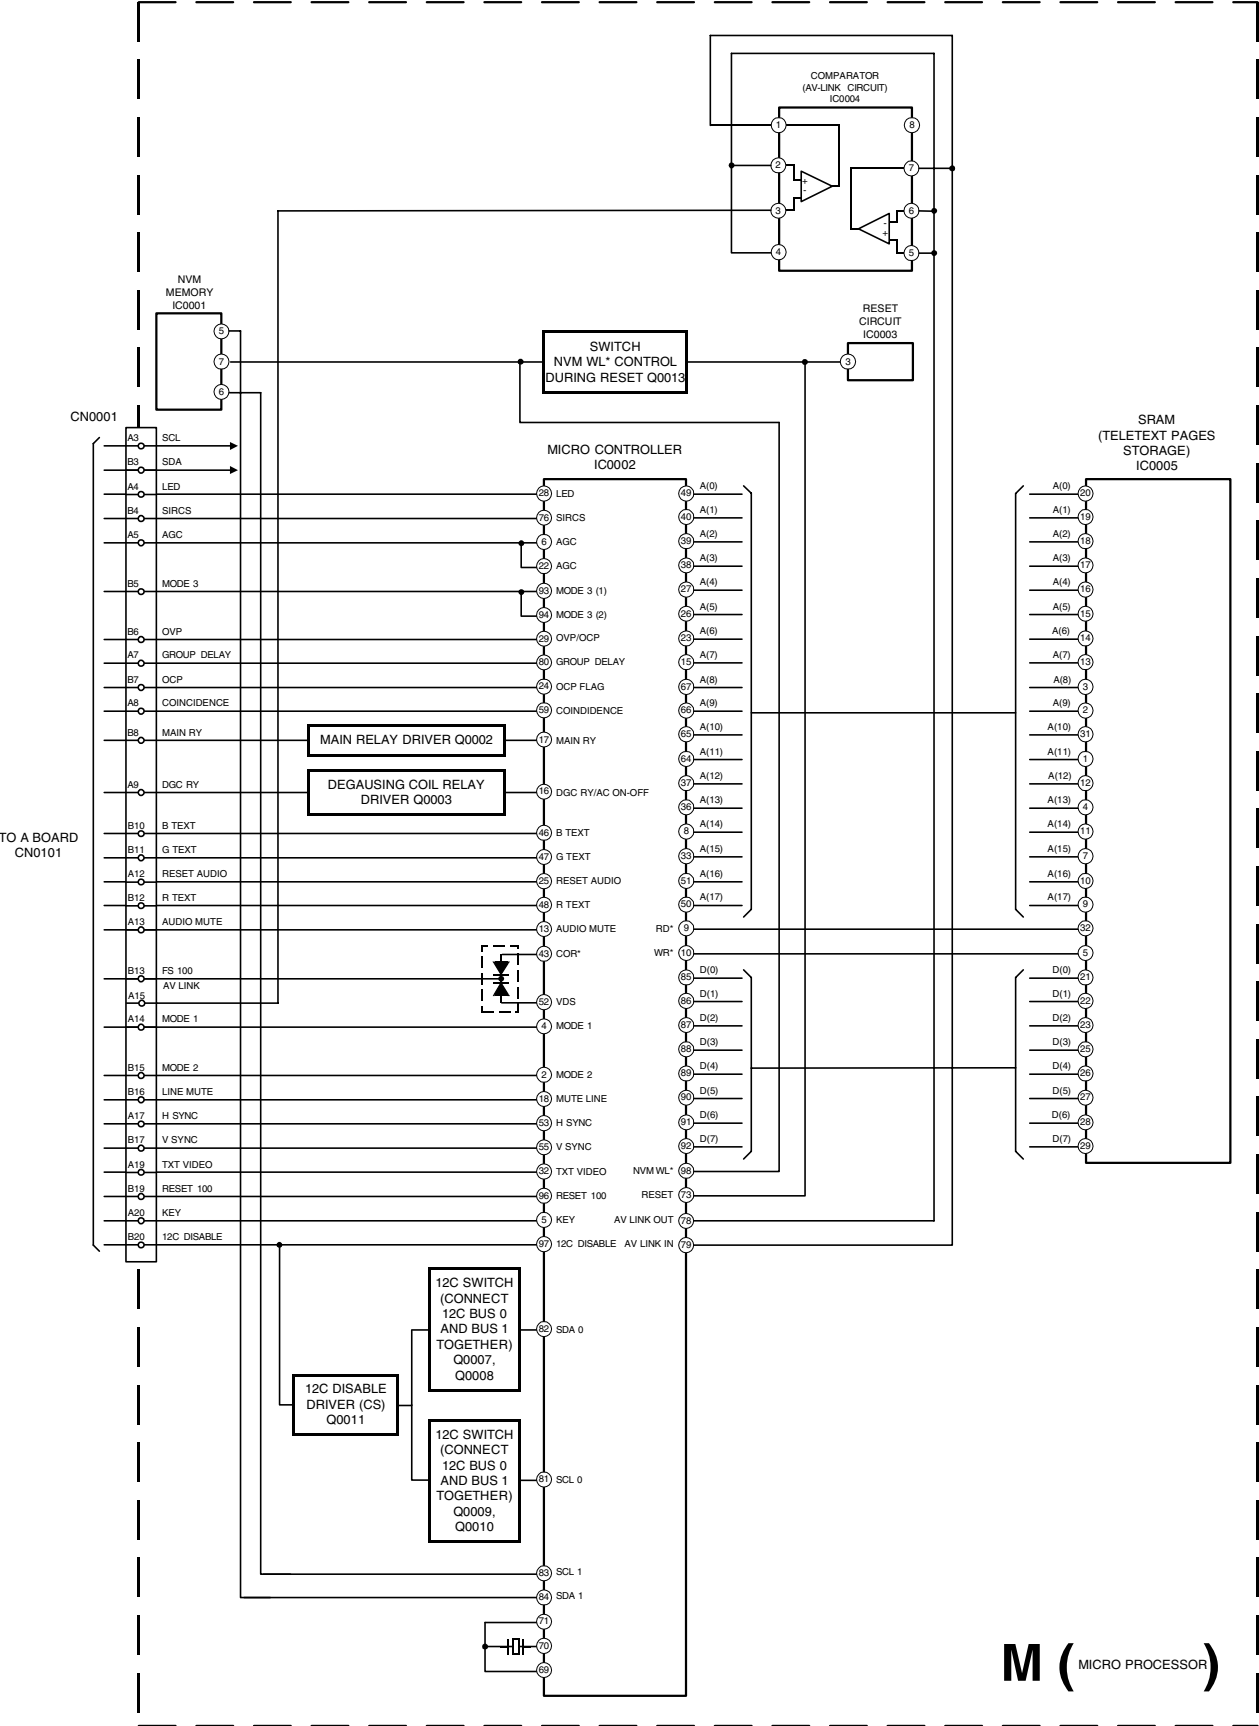 COMPARATOR
(AV-LINK CIRCUIT)
IC0004
1
8
2
+
-
7
3
6
-
+
4
5
NVM
MEMORY
IC0001
5
7
6
SWITCH
NVM WL* CONTROL
DURING RESET Q0013
RESET
CIRCUIT
IC0003
3
CN0001
MICRO CONTROLLER
IC0002
SRAM
(TELETEXT PAGES
STORAGE)
IC0005
TO A BOARD
CN0101
A3 SCL
B3 SDA
A4 LED
B4 SIRCS
A5 AGC
B5 MODE 3
B6 OVP
A7 GROUP DELAY
B7 OCP
A8 COINCIDENCE
B8 MAIN RY
A9 DGC RY
B10 B TEXT
B11 G TEXT
A12 RESET AUDIO
B12 R TEXT
A13 AUDIO MUTE
B13 FS 100
A15 AV LINK
A14 MODE 1
B15 MODE 2
B16 LINE MUTE
A17 H SYNC
B17 V SYNC
A19 TXT VIDEO
B19 RESET 100
A20 KEY
B20 12C DISABLE
MAIN RELAY DRIVER Q0002
DEGAUSING COIL RELAY
DRIVER Q0003
28 LED
76 SIRCS
6 AGC
22 AGC
93 MODE 3 (1)
94 MODE 3 (2)
29 OVP/OCP
80 GROUP DELAY
24 OCP FLAG
59 COINDIDENCE
17 MAIN RY
16 DGC RY/AC ON-OFF
46 B TEXT
47 G TEXT
25 RESET AUDIO
48 R TEXT
13 AUDIO MUTE
43 COR*
52 VDS
4 MODE 1
2 MODE 2
18 MUTE LINE
53 H SYNC
55 V SYNC
32 TXT VIDEO
96 RESET 100
5 KEY
97 12C DISABLE
82 SDA 0
81 SCL 0
83 SCL 1
84 SDA 1
71
70
69
49 A(0)
40 A(1)
39 A(2)
38 A(3)
27 A(4)
26 A(5)
23 A(6)
15 A(7)
67 A(8)
66 A(9)
65 A(10)
64 A(11)
37 A(12)
36 A(13)
8 A(14)
33 A(15)
51 A(16)
50 A(17)
RD* 9
WR* 10
85 D(0)
86 D(1)
87 D(2)
88 D(3)
89 D(4)
90 D(5)
91 D(6)
92 D(7)
NVM WL* 98
RESET 73
AV LINK OUT 78
AV LINK IN 79
A(0) 20
A(1) 19
A(2) 18
A(3) 17
A(4) 16
A(5) 15
A(6) 14
A(7) 13
A(8) 3
A(9) 2
A(10) 31
A(11) 1
A(12) 12
A(13) 4
A(14) 11
A(15) 7
A(16) 10
A(17) 9
32
5
D(0) 21
D(1) 22
D(2) 23
D(3) 25
D(4) 26
D(5) 27
D(6) 28
D(7) 29
12C SWITCH
(CONNECT
12C BUS 0
AND BUS 1
TOGETHER)
Q0007,
Q0008
12C DISABLE
DRIVER (CS)
Q0011
12C SWITCH
(CONNECT
12C BUS 0
AND BUS 1
TOGETHER)
Q0009,
Q0010
M (MICRO PROCESSOR)